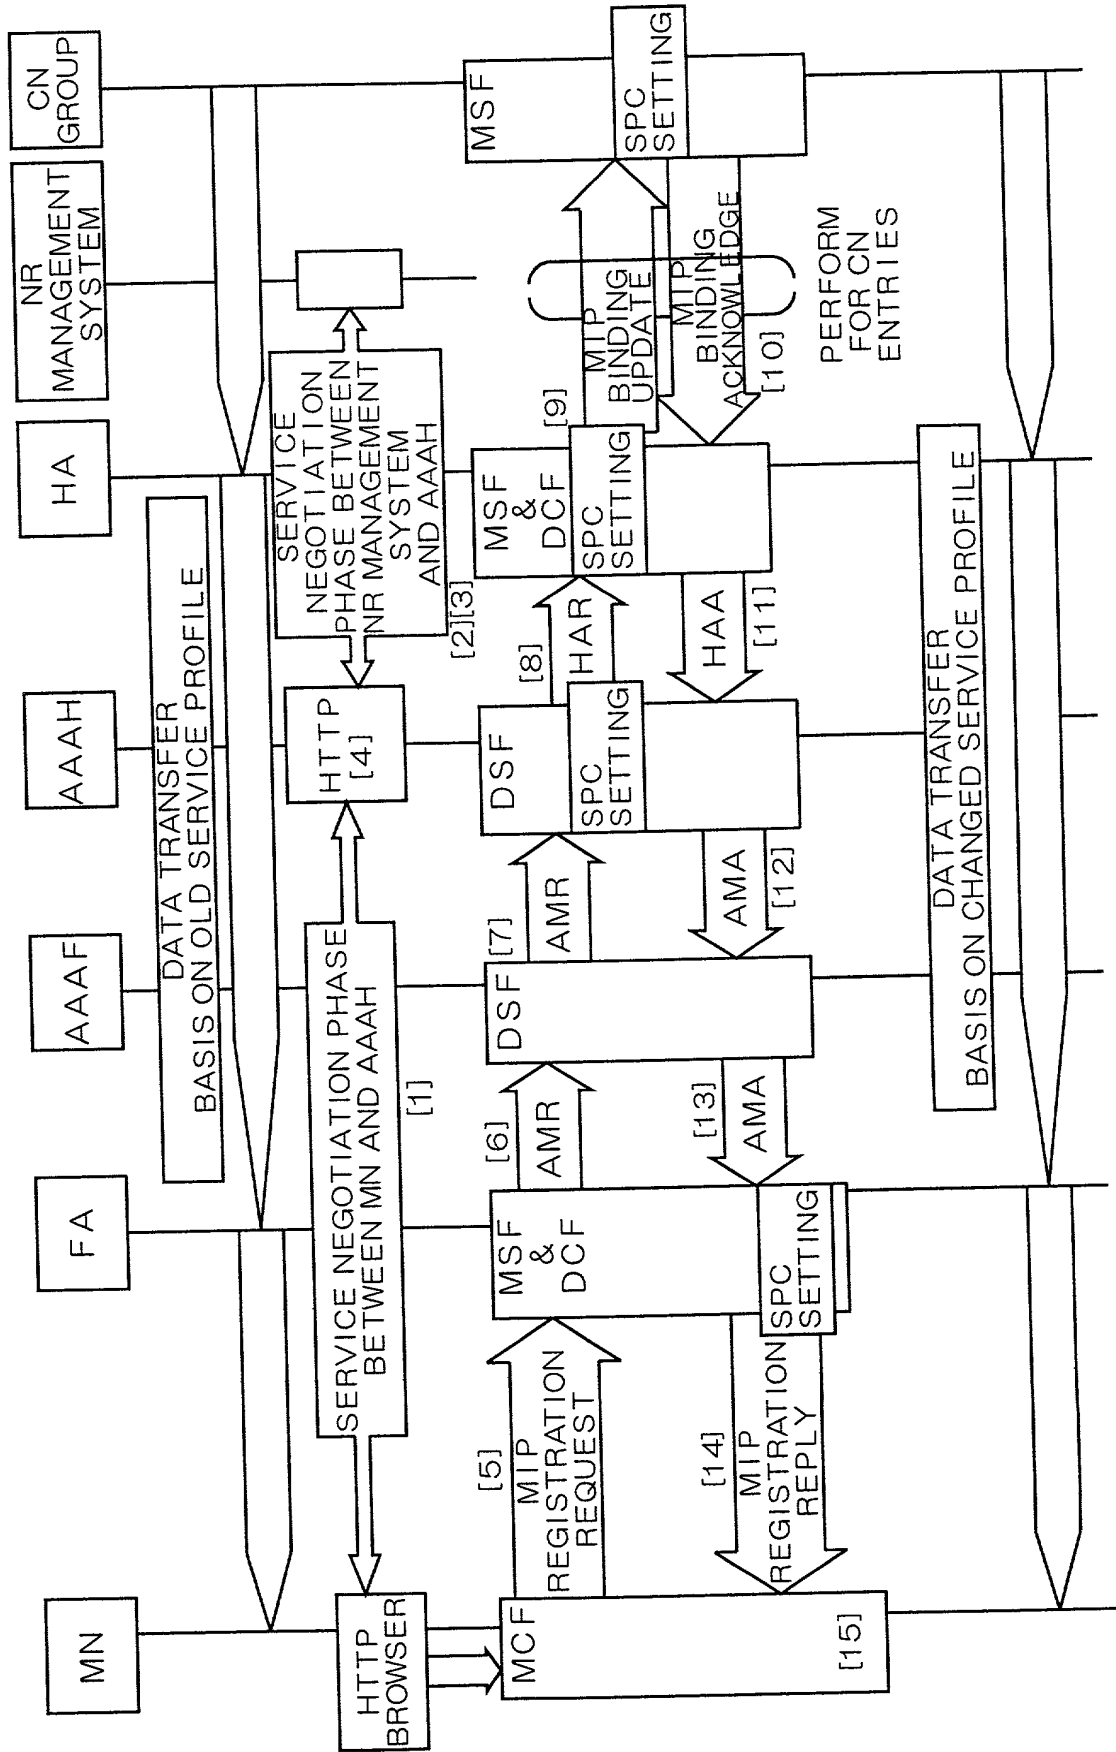 MN
FA
AAAF
AAAH
HA
NR
MANAGEMENT
SYSTEM
CN
GROUP
DATA TRANSFER
BASIS ON OLD SERVICE PROFILE
HTTP
BROWSER
SERVICE NEGOTIATION PHASE
BETWEEN MN AND AAAH
[1]
HTTP
[4]
SERVICE
NEGOTIATION
PHASE BETWEEN
NR MANAGEMENT
SYSTEM
AND AAAH
[2][3]
MCF
[5]
MIP
REGISTRATION
REQUEST
MSF
&
DCF
[6]
AMR
DSF
[7]
AMR
DSF
SPC
SETTING
[8]
HAR
MSF
&
DCF
SPC
SETTING
[9]
MIP
BINDING
UPDATE
MSF
SPC
SETTING
MIP
BINDING
ACKNOWLEDGE
[10]
PERFORM
FOR CN
ENTRIES
HAA
[11]
AMA
[12]
[13]
AMA
SPC
SETTING
[14]
MIP
REGISTRATION
REPLY
[15]
DATA TRANSFER
BASIS ON CHANGED SERVICE PROFILE